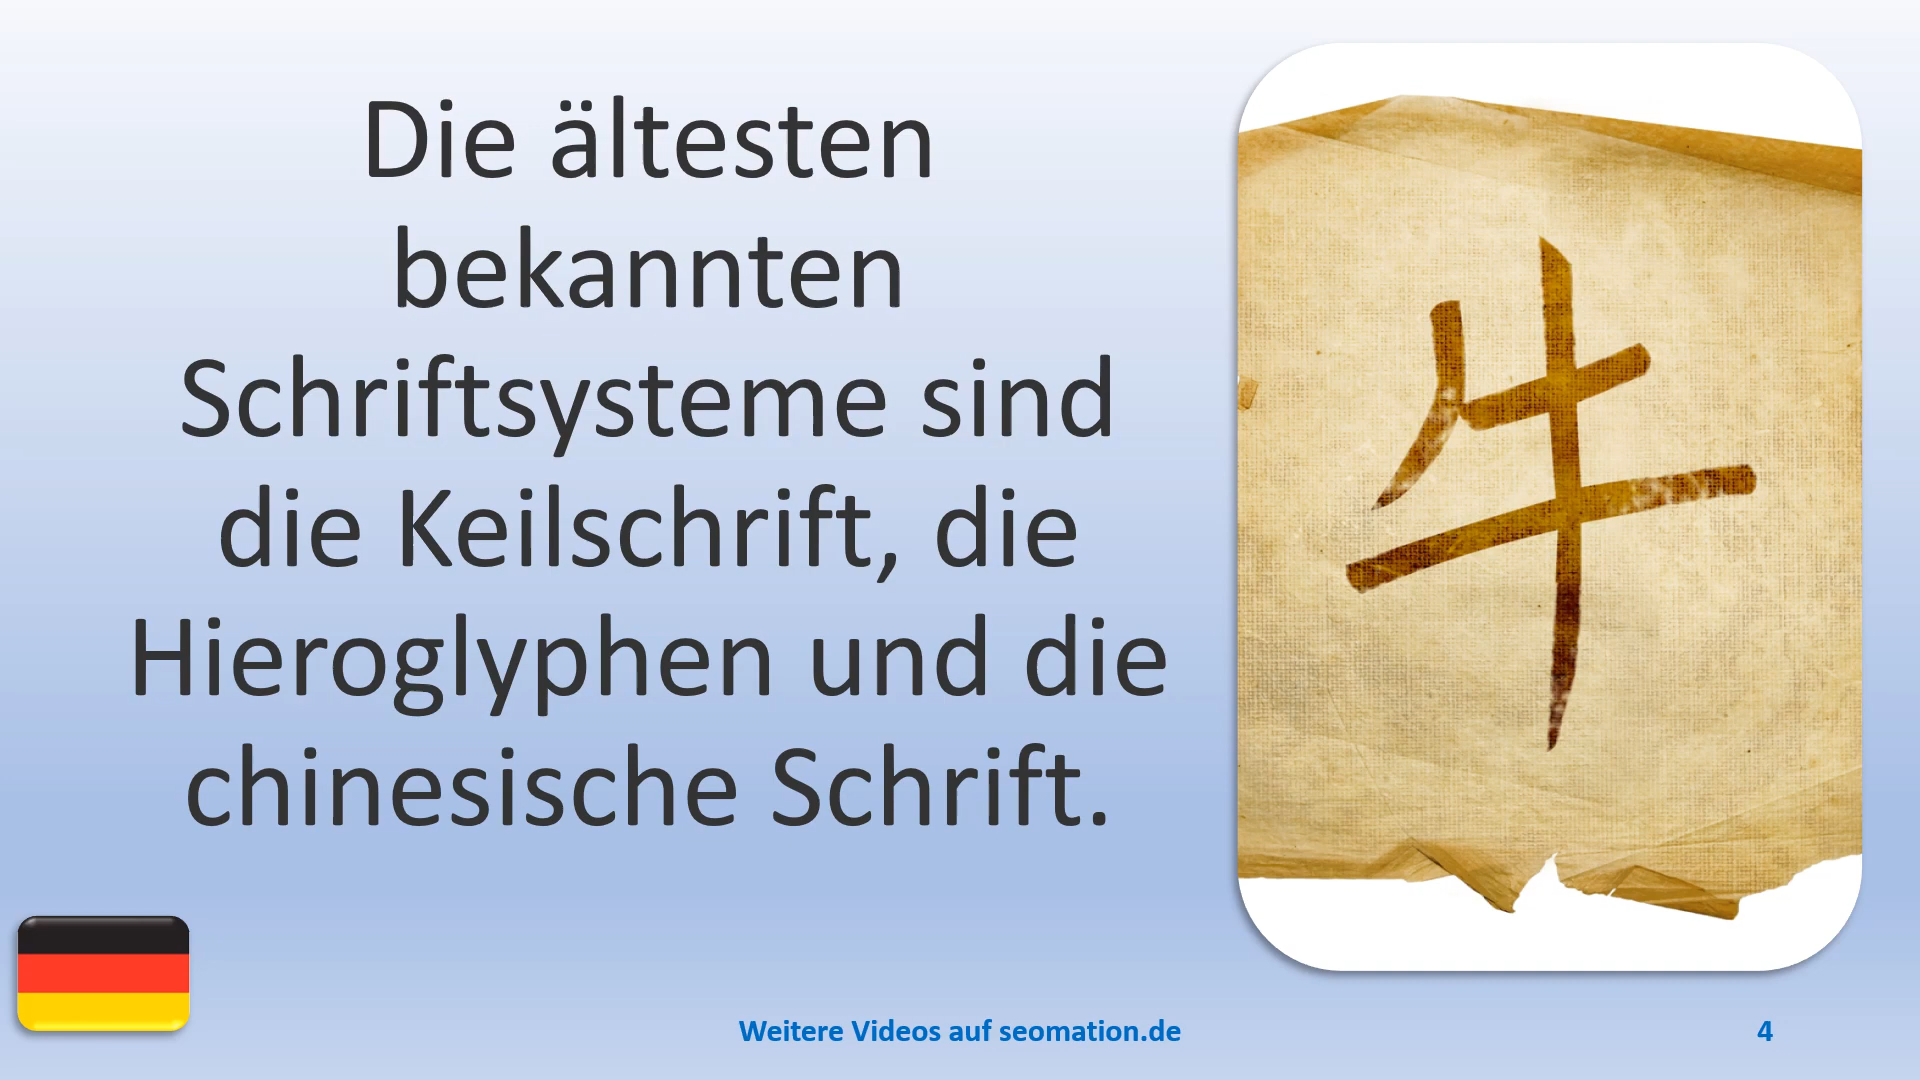 Die ältesten
bekannten
Schriftsysteme sind
die Keilschrift, die
Hieroglyphen und die
chinesische Schrift.
牛
Weitere Videos auf seomation.de
4